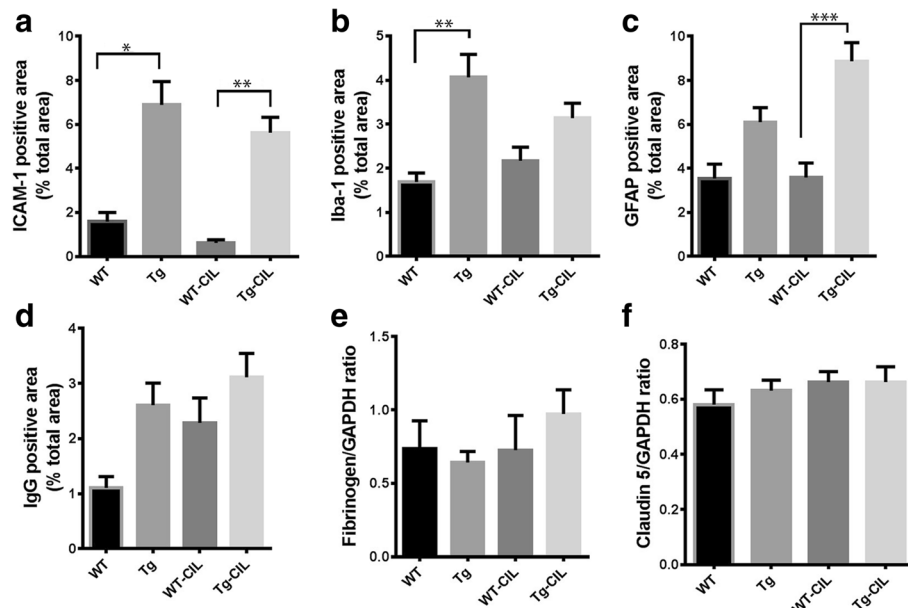 a
ICAM-1 positive area
(% total area)
10
8
6
4
2
0
*
**
WT
Tg
WT-CIL
Tg-CIL
b
Iba-1 positive area
(% total area)
5
4
3
2
1
0
**
WT
Tg
WT-CIL
Tg-CIL
c
GFAP positive area
(% total area)
10
8
6
4
2
0
***
WT
Tg
WT-CIL
Tg-CIL
d
IgG positive area
(% total area)
4
3
2
1
0
WT
Tg
WT-CIL
Tg-CIL
e
Fibrinogen/GAPDH ratio
1.5
1.0
0.5
0.0
WT
Tg
WT-CIL
Tg-CIL
f
Claudin 5/GAPDH ratio
0.8
0.6
0.4
0.2
0.0
WT
Tg
WT-CIL
Tg-CIL